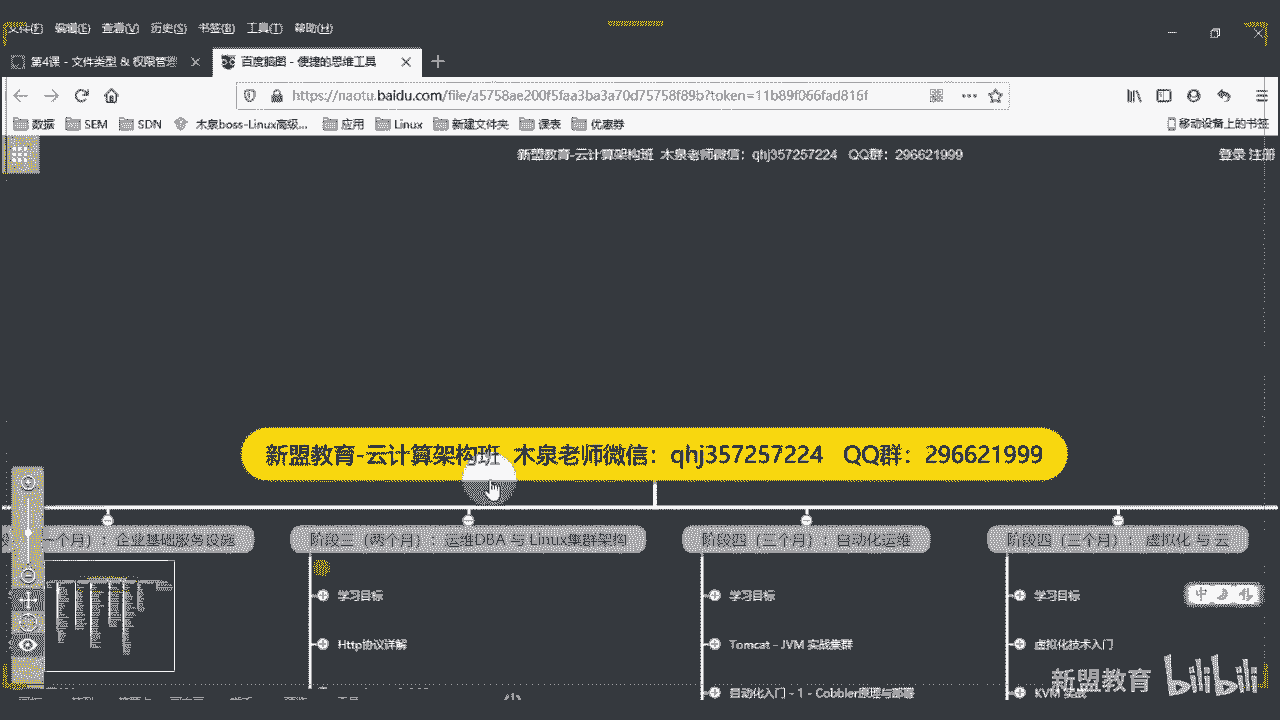 文件(F) 编辑(E) 查看(V) 历史(S) 书签(B) 工具(T) 帮助(H)
第4课 - 文件类型 & 权限管理
百度脑图 - 便捷的思维工具
https://naotu.baidu.com/file/a5758ae200f5faa3ba3a70d75758f89b?token=11b89f066fad816f
数据 SEM SDN 木泉boss-Linux高级... 应用 Linux 新建文件夹 课表 优惠券 移动设备上的书签
新盟教育-云计算架构班 木泉老师微信：qhj357257224 QQ群：296621999 登录 注册
新盟教育-云计算架构班 木泉老师微信：qhj357257224 QQ群：296621999
一个月） 企业基础服务设施 阶段三（两个月）：运维DBA 与 Linux集群架构 阶段四（三个月）：自动化运维 阶段四（三个月）：虚拟化 与 云
学习目标 学习目标 学习目标
中
Http协议详解 Tomcat - JVM 实战集群 虚拟化技术入门
自动化入门 - 1 - Cobbler原理与部署 KVM 实战
新盟教育 bilibili